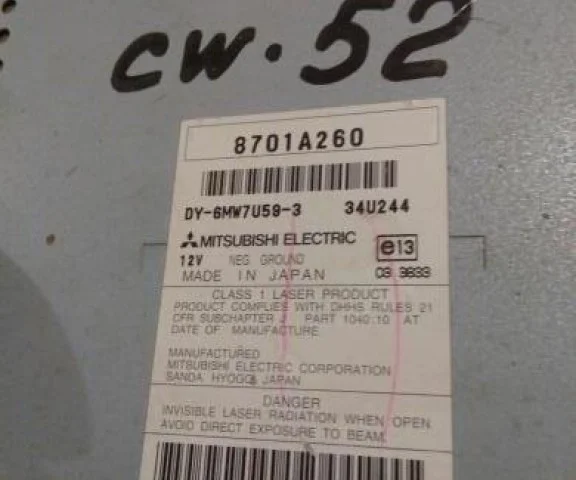 cw.52
8701A260
DY-6MW7U59-3 34U244
MITSUBISHI ELECTRIC e13
12V NEG GROUND
MADE IN JAPAN 03 9833
CLASS 1 LASER PRODUCT
PRODUCT COMPLIES WITH DHHS RULES 21
CFR SUBCHAPTER J PART 1040.10 AT
DATE OF MANUFACTURE.
MANUFACTURED
MITSUBISHI ELECTRIC CORPORATION
SANDA HYOGO JAPAN
DANGER
INVISIBLE LASER RADIATION WHEN OPEN
AVOID DIRECT EXPOSURE TO BEAM.